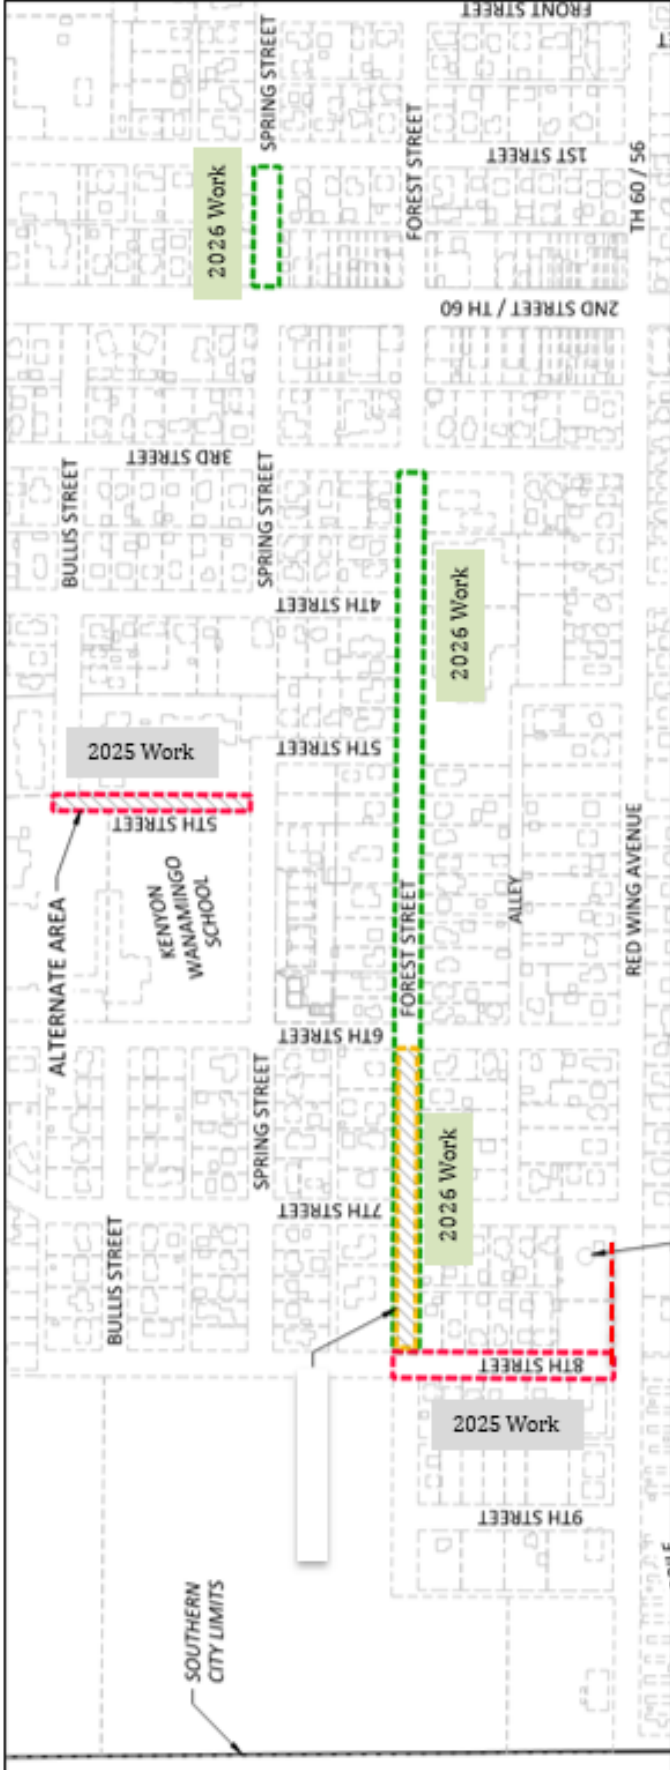 FRONT STREET
SPRING STREET
FOREST STREET
1ST STREET
TH 60 / 56
2026 Work
2ND STREET / TH 60
3RD STREET
BULLIS STREET
SPRING STREET
4TH STREET
2026 Work
5TH STREET
2025 Work
5TH STREET
KENYON
WANAMINGO
SCHOOL
ALTERNATE AREA
FOREST STREET
ALLEY
RED WING AVENUE
6TH STREET
SPRING STREET
2026 Work
7TH STREET
BULLIS STREET
8TH STREET
2025 Work
9TH STREET
SOUTHERN
CITY LIMITS